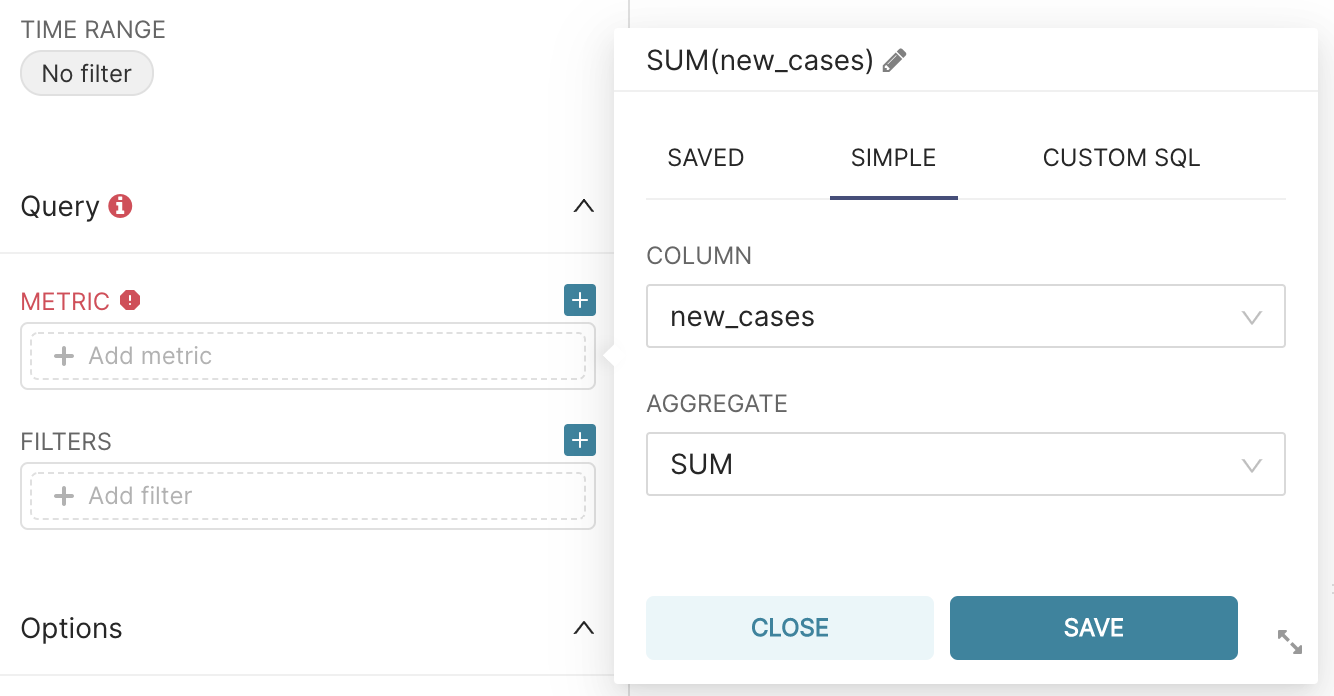 TIME RANGE
No filter
Query
METRIC
Add metric
FILTERS
Add filter
Options
SUM(new_cases)
SAVED
SIMPLE
CUSTOM SQL
COLUMN
new_cases
AGGREGATE
SUM
CLOSE
SAVE